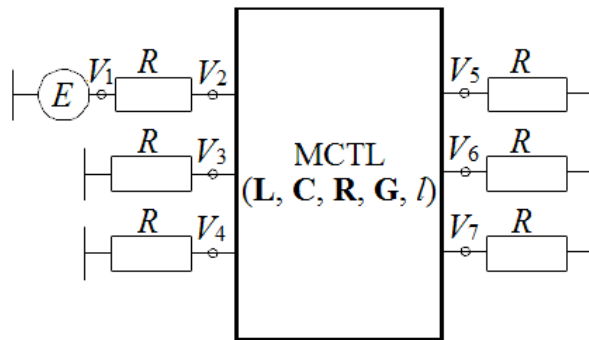 V1 R V2 V5 R
E
R V3 MCTL V6 R
(L, C, R, G, l)
R V4 V7 R